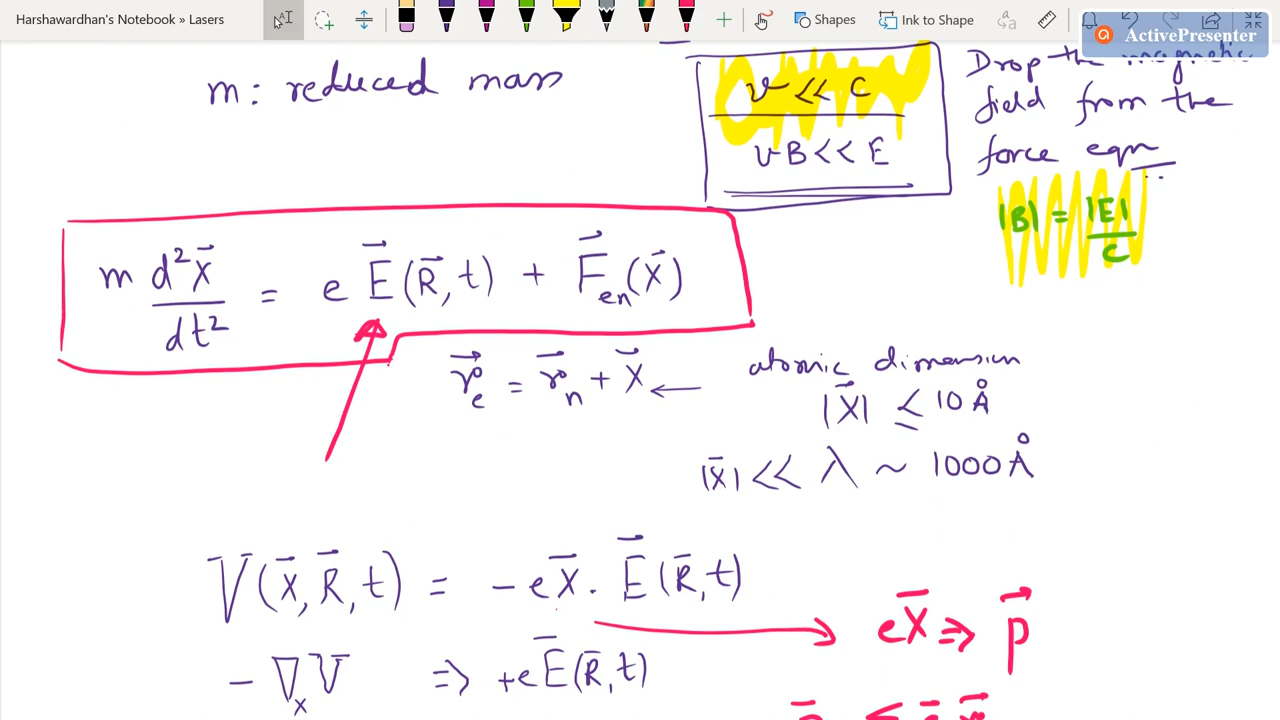 Harshawardhan's Notebook » Lasers
Shapes
Ink to Shape
ActivePresenter
m: reduced mass
v << c
vB << E
Drop the magnetic
field from the
force eqn
|B| = |E|/c
m d²x⃗/dt² = e E⃗(R⃗,t) + F⃗en(x⃗)
r⃗e = r⃗n + x⃗ ←
atomic dimension
|x⃗| ≤ 10 Å
|x̄| << λ ~ 1000 Å
V(x̄, R̄, t) = -e x̄ · E̅(R̄,t)
e x̄ ⇒ p⃗
-∇x V ⇒ +e E̅(R̄,t)